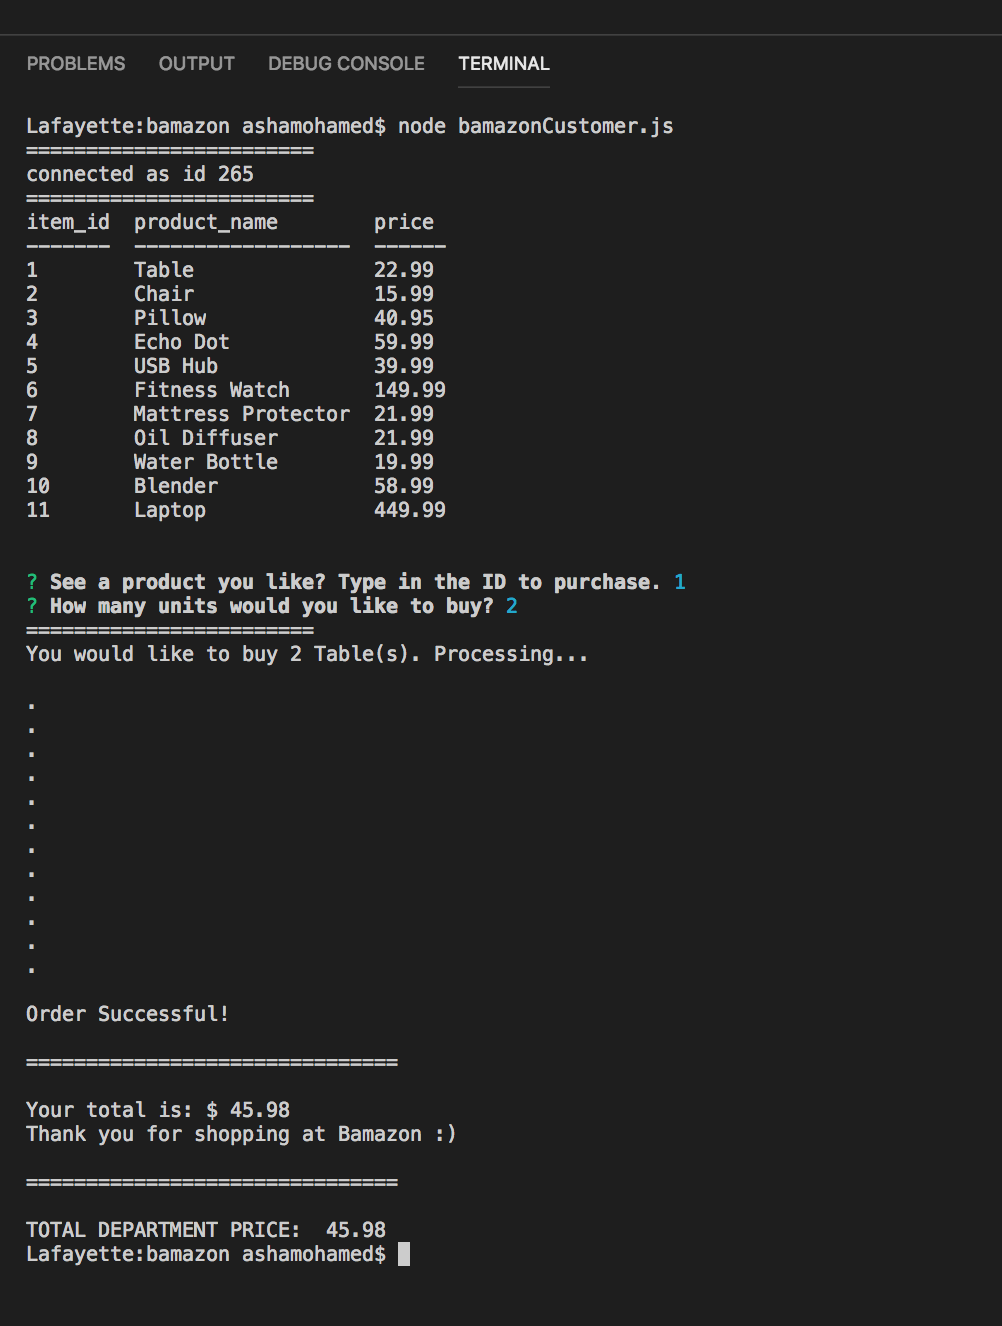 PROBLEMS OUTPUT DEBUG CONSOLE TERMINAL
Lafayette:bamazon ashamohamed$ node bamazonCustomer.js
========================
connected as id 265
========================
item_id  product_name        price
-------  ------------------  ------
1        Table               22.99
2        Chair               15.99
3        Pillow              40.95
4        Echo Dot            59.99
5        USB Hub             39.99
6        Fitness Watch       149.99
7        Mattress Protector  21.99
8        Oil Diffuser        21.99
9        Water Bottle        19.99
10       Blender             58.99
11       Laptop              449.99
? See a product you like? Type in the ID to purchase. 1
? How many units would you like to buy? 2
========================
You would like to buy 2 Table(s). Processing...
.
.
.
.
.
.
.
.
.
.
.
.
Order Successful!
===============================
Your total is: $ 45.98
Thank you for shopping at Bamazon :)
===============================
TOTAL DEPARTMENT PRICE:  45.98
Lafayette:bamazon ashamohamed$